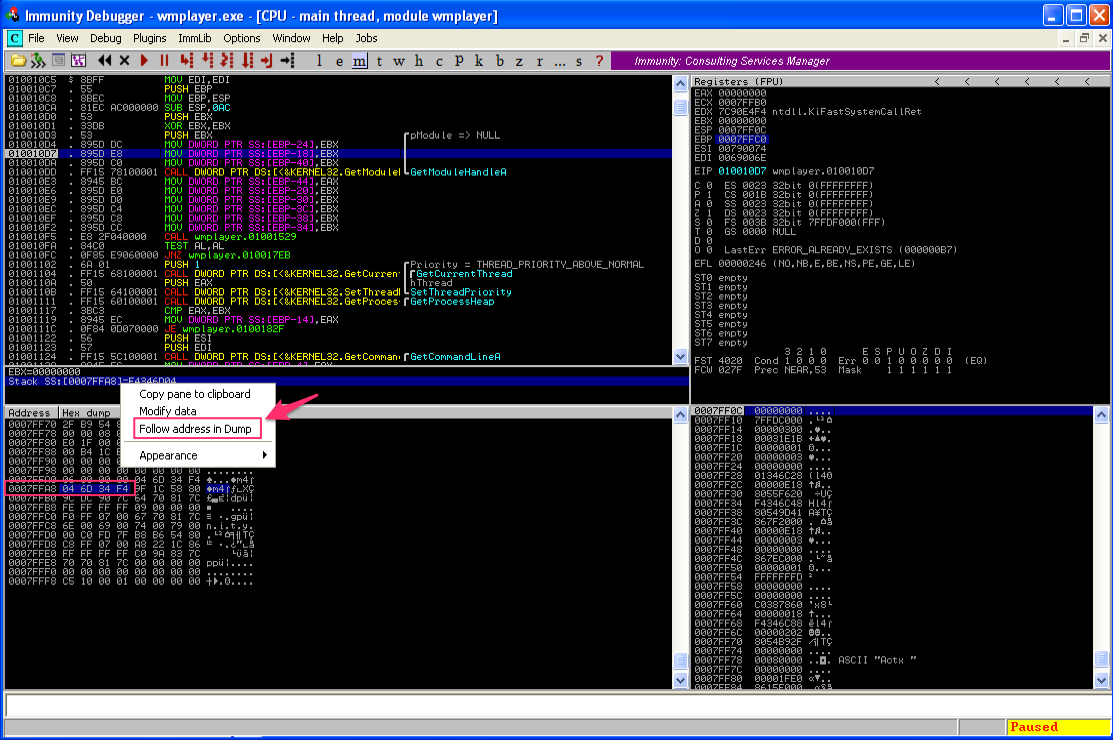 Immunity Debugger - wmplayer.exe - [CPU - main thread, module wmplayer]
C File View Debug Plugins ImmLib Options Window Help Jobs
l e m t w h c P k b z r ... s ? Immunity: Consulting Services Manager
010010C5 $ 8BFF MOV EDI,EDI
010010C7 . 55 PUSH EBP
010010C8 . 8BEC MOV EBP,ESP
010010CA . 81EC AC000000 SUB ESP,0AC
010010D0 . 53 PUSH EBX
010010D1 . 33DB XOR EBX,EBX
010010D3 . 53 PUSH EBX pModule => NULL
010010D4 . 895D DC MOV DWORD PTR SS:[EBP-24],EBX
010010D7 . 895D E8 MOV DWORD PTR SS:[EBP-18],EBX
010010DA . 895D C0 MOV DWORD PTR SS:[EBP-40],EBX
010010DD . FF15 78100001 CALL DWORD PTR DS:[<&KERNEL32.GetModuleH GetModuleHandleA
010010E3 . 8945 BC MOV DWORD PTR SS:[EBP-44],EAX
010010E6 . 895D E0 MOV DWORD PTR SS:[EBP-20],EBX
010010E9 . 895D D0 MOV DWORD PTR SS:[EBP-30],EBX
010010EC . 895D C4 MOV DWORD PTR SS:[EBP-3C],EBX
010010EF . 895D C8 MOV DWORD PTR SS:[EBP-38],EBX
010010F2 . 895D CC MOV DWORD PTR SS:[EBP-34],EBX
010010F5 . E8 2F040000 CALL wmplayer.01001529
010010FA . 84C0 TEST AL,AL
010010FC . 0F85 E9060000 JNZ wmplayer.010017EB
01001102 . 6A 01 PUSH 1 Priority = THREAD_PRIORITY_ABOVE_NORMAL
01001104 . FF15 68100001 CALL DWORD PTR DS:[<&KERNEL32.GetCurrent GetCurrentThread
0100110A . 50 PUSH EAX hThread
0100110B . FF15 64100001 CALL DWORD PTR DS:[<&KERNEL32.SetThread SetThreadPriority
01001111 . FF15 60100001 CALL DWORD PTR DS:[<&KERNEL32.GetProces GetProcessHeap
01001117 . 3BC3 CMP EAX,EBX
01001119 . 8945 EC MOV DWORD PTR SS:[EBP-14],EAX
0100111C . 0F84 0D070000 JE wmplayer.0100182F
01001122 . 56 PUSH ESI
01001123 . 57 PUSH EDI
01001124 . FF15 5C100001 CALL DWORD PTR DS:[<&KERNEL32.GetComman GetCommandLineA
EBX=00000000
Stack SS:[0007FFA8]=F4346D04
Registers (FPU) < < < < < <
EAX 00000000
ECX 0007FFB0
EDX 7C90E4F4 ntdll.KiFastSystemCallRet
EBX 00000000
ESP 0007FF0C
EBP 0007FFC0
ESI 00790074
EDI 0069006E
EIP 010010D7 wmplayer.010010D7
C 0 ES 0023 32bit 0(FFFFFFFF)
P 1 CS 001B 32bit 0(FFFFFFFF)
A 0 SS 0023 32bit 0(FFFFFFFF)
Z 1 DS 0023 32bit 0(FFFFFFFF)
S 0 FS 003B 32bit 7FFDF000(FFF)
T 0 GS 0000 NULL
D 0
O 0 LastErr ERROR_ALREADY_EXISTS (000000B7)
EFL 00000246 (NO,NB,E,BE,NS,PE,GE,LE)
ST0 empty
ST1 empty
ST2 empty
ST3 empty
ST4 empty
ST5 empty
ST6 empty
ST7 empty
3 2 1 0 E S P U O Z D I
FST 4020 Cond 1 0 0 0 Err 0 0 1 0 0 0 0 0 (EQ)
FCW 027F Prec NEAR,53 Mask 1 1 1 1 1 1
Copy pane to clipboard
Modify data
Follow address in Dump
Appearance
Address Hex dump
0007FF70 2F B9 54
0007FF78 00 00 08
0007FF80 E0 1F 00
0007FF88 00 B4 1C
0007FF90 00 00 00
0007FF98 00 00 00 00 00 00 00 00
0007FFA0 06 00 00 00 04 6D 34 F4
0007FFA8 04 6D 34 F4 9F 1C 58 80
0007FFB0 9C DC 90 7C 64 70 81 7C
0007FFB8 FE FF FF FF 09 00 00 00
0007FFC0 F0 FF 07 00 67 70 81 7C
0007FFC8 6E 00 69 00 74 00 79 00 n.i.t.y.
0007FFD0 00 C0 FD 7F B8 B6 54 80
0007FFD8 C8 FF 07 00 A8 22 1C 86
0007FFE0 FF FF FF FF C0 9A 83 7C
0007FFE8 70 70 81 7C 00 00 00 00
0007FFF0 00 00 00 00 00 00 00 00
0007FFF8 C5 10 00 01 00 00 00 00
0007FF0C 00000000
0007FF10 7FFDC000
0007FF14 00000300
0007FF18 00031E1B
0007FF1C 00000001
0007FF20 00000003
0007FF24 00000000
0007FF28 F4346C28
0007FF2C 00000E18
0007FF30 8055F620
0007FF34 F4346C48
0007FF38 80549D41
0007FF3C 867F2000
0007FF40 00000E18
0007FF44 00000003
0007FF48 00000000
0007FF4C 867EC000
0007FF50 00000001
0007FF54 FFFFFFFD
0007FF58 00000000
0007FF5C 00000000
0007FF60 C0387860
0007FF64 00000018
0007FF68 F4346C88
0007FF6C 00000202
0007FF70 8054B92F
0007FF74 00000000
0007FF78 00080000 ASCII "Actx "
0007FF7C 00000000
0007FF80 00001FE0
0007FF84 8615F000
Paused